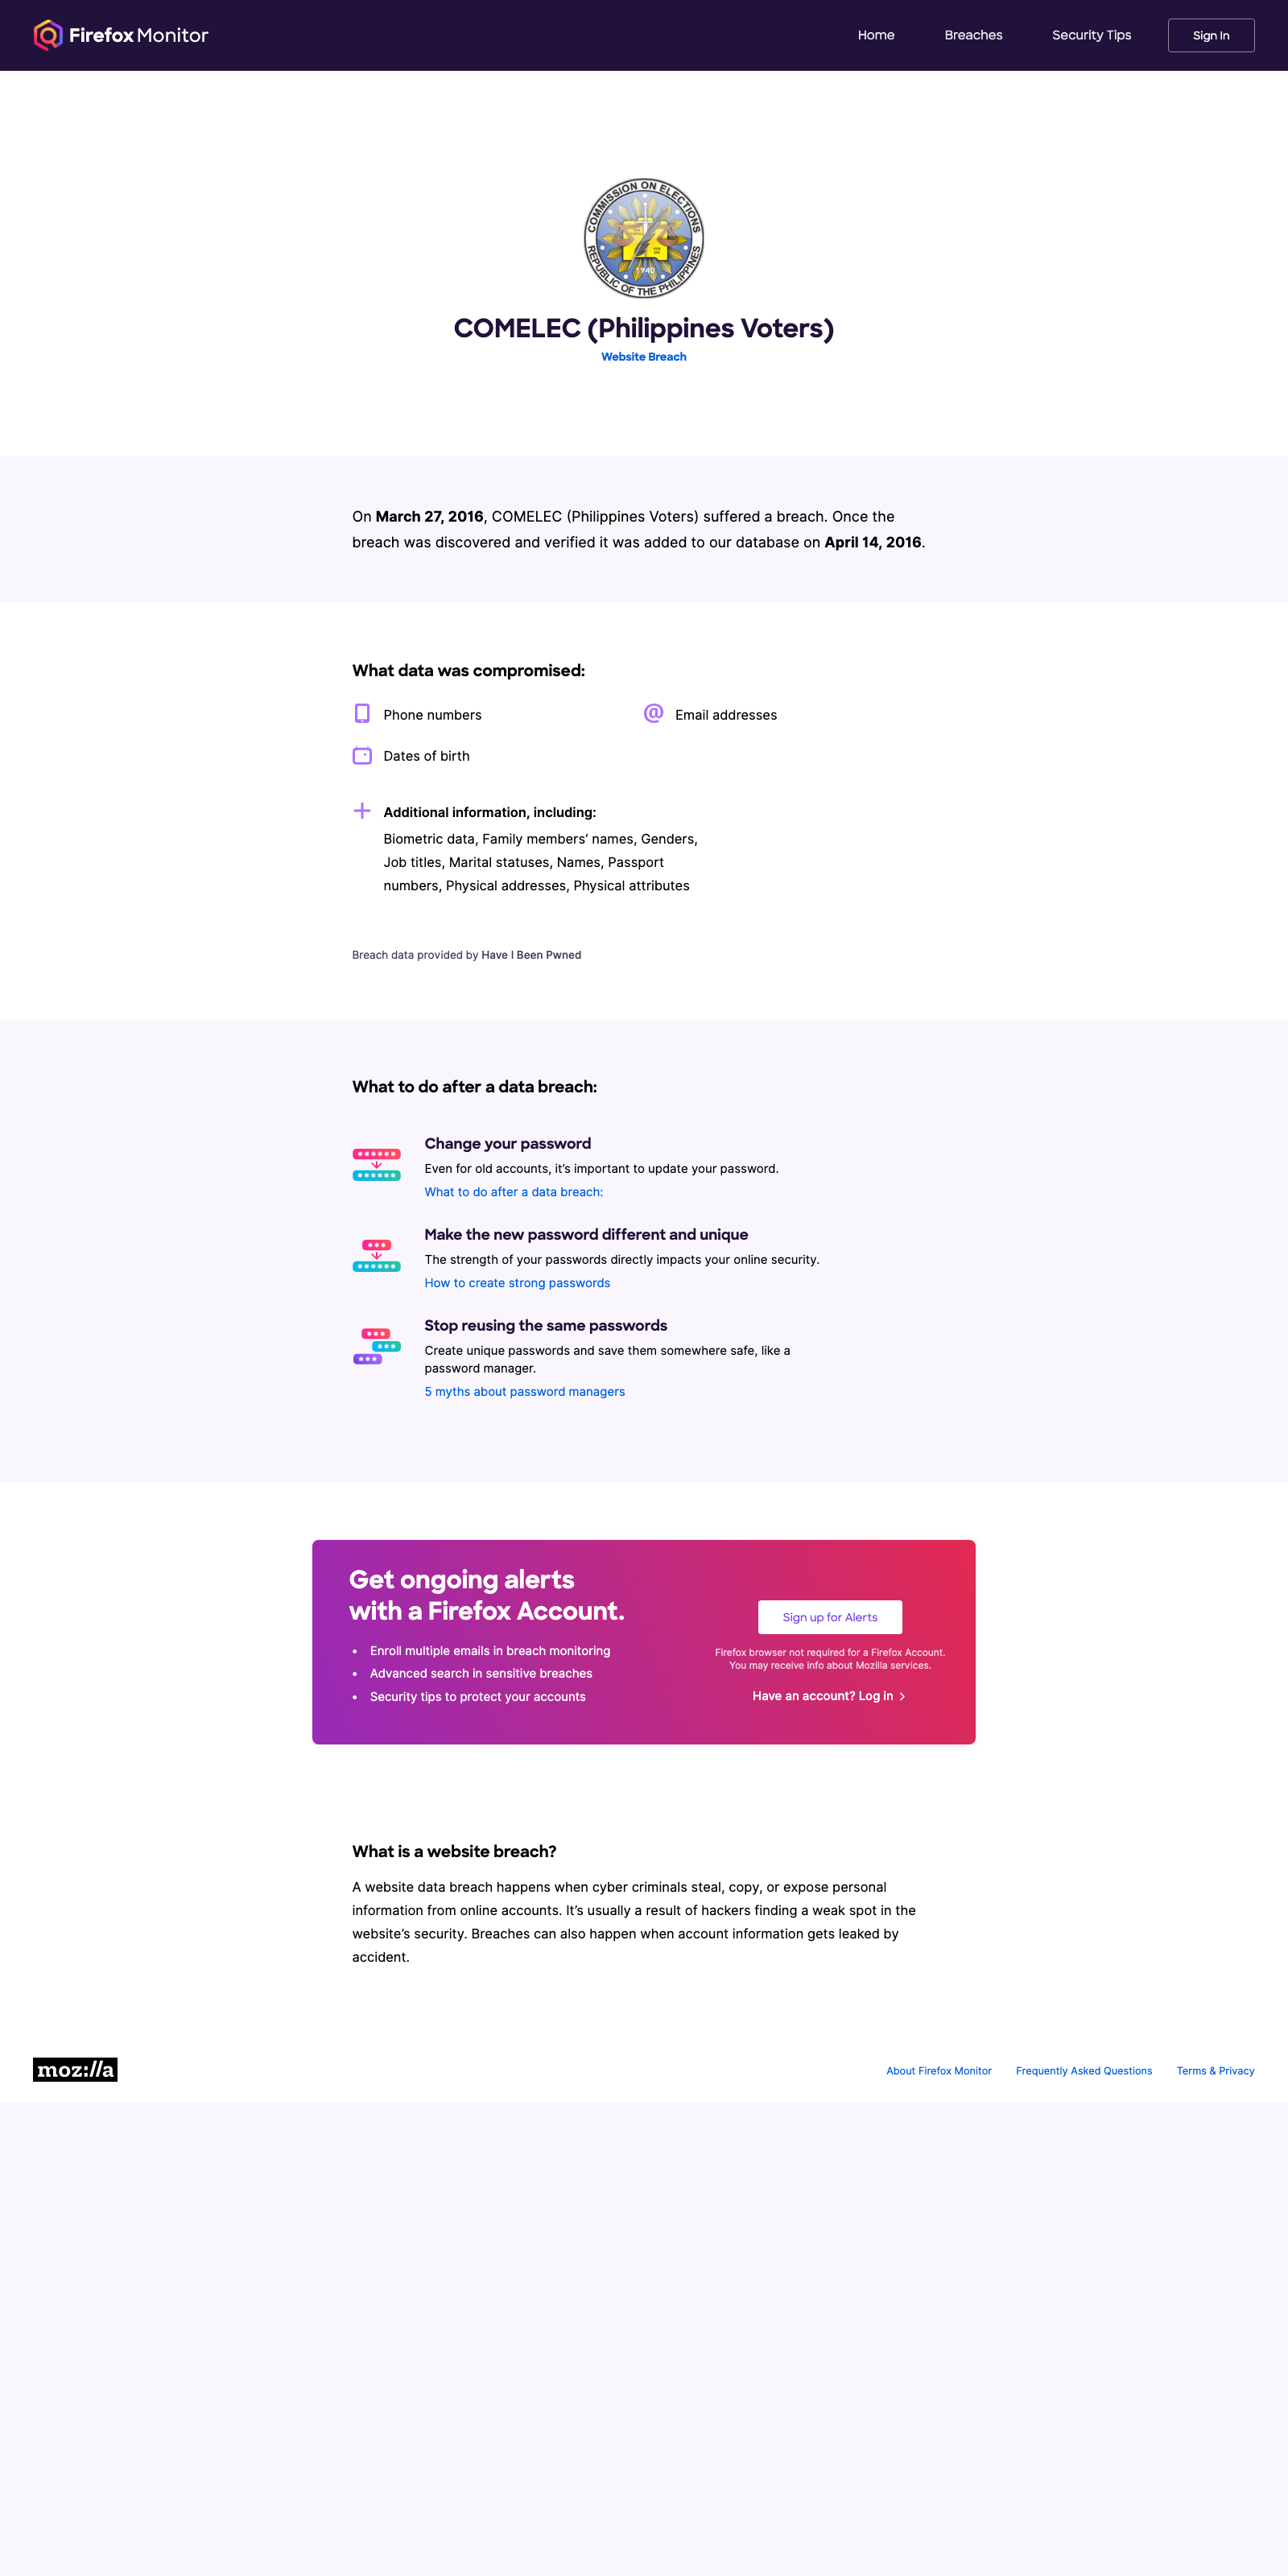 Firefox Monitor
Home
Breaches
Security Tips
Sign In
COMMISSION ON ELECTIONS
1940
REPUBLIC OF THE PHILIPPINES
COMELEC (Philippines Voters)
Website Breach
On March 27, 2016, COMELEC (Philippines Voters) suffered a breach. Once the
breach was discovered and verified it was added to our database on April 14, 2016.
What data was compromised:
Phone numbers
Email addresses
Dates of birth
Additional information, including:
Biometric data, Family members’ names, Genders,
Job titles, Marital statuses, Names, Passport
numbers, Physical addresses, Physical attributes
Breach data provided by Have I Been Pwned
What to do after a data breach:
Change your password
Even for old accounts, it’s important to update your password.
What to do after a data breach:
Make the new password different and unique
The strength of your passwords directly impacts your online security.
How to create strong passwords
Stop reusing the same passwords
Create unique passwords and save them somewhere safe, like a
password manager.
5 myths about password managers
Get ongoing alerts
with a Firefox Account.
• Enroll multiple emails in breach monitoring
• Advanced search in sensitive breaches
• Security tips to protect your accounts
Sign up for Alerts
Firefox browser not required for a Firefox Account.
You may receive info about Mozilla services.
Have an account? Log in
What is a website breach?
A website data breach happens when cyber criminals steal, copy, or expose personal
information from online accounts. It’s usually a result of hackers finding a weak spot in the
website’s security. Breaches can also happen when account information gets leaked by
accident.
moz://a
About Firefox Monitor
Frequently Asked Questions
Terms & Privacy